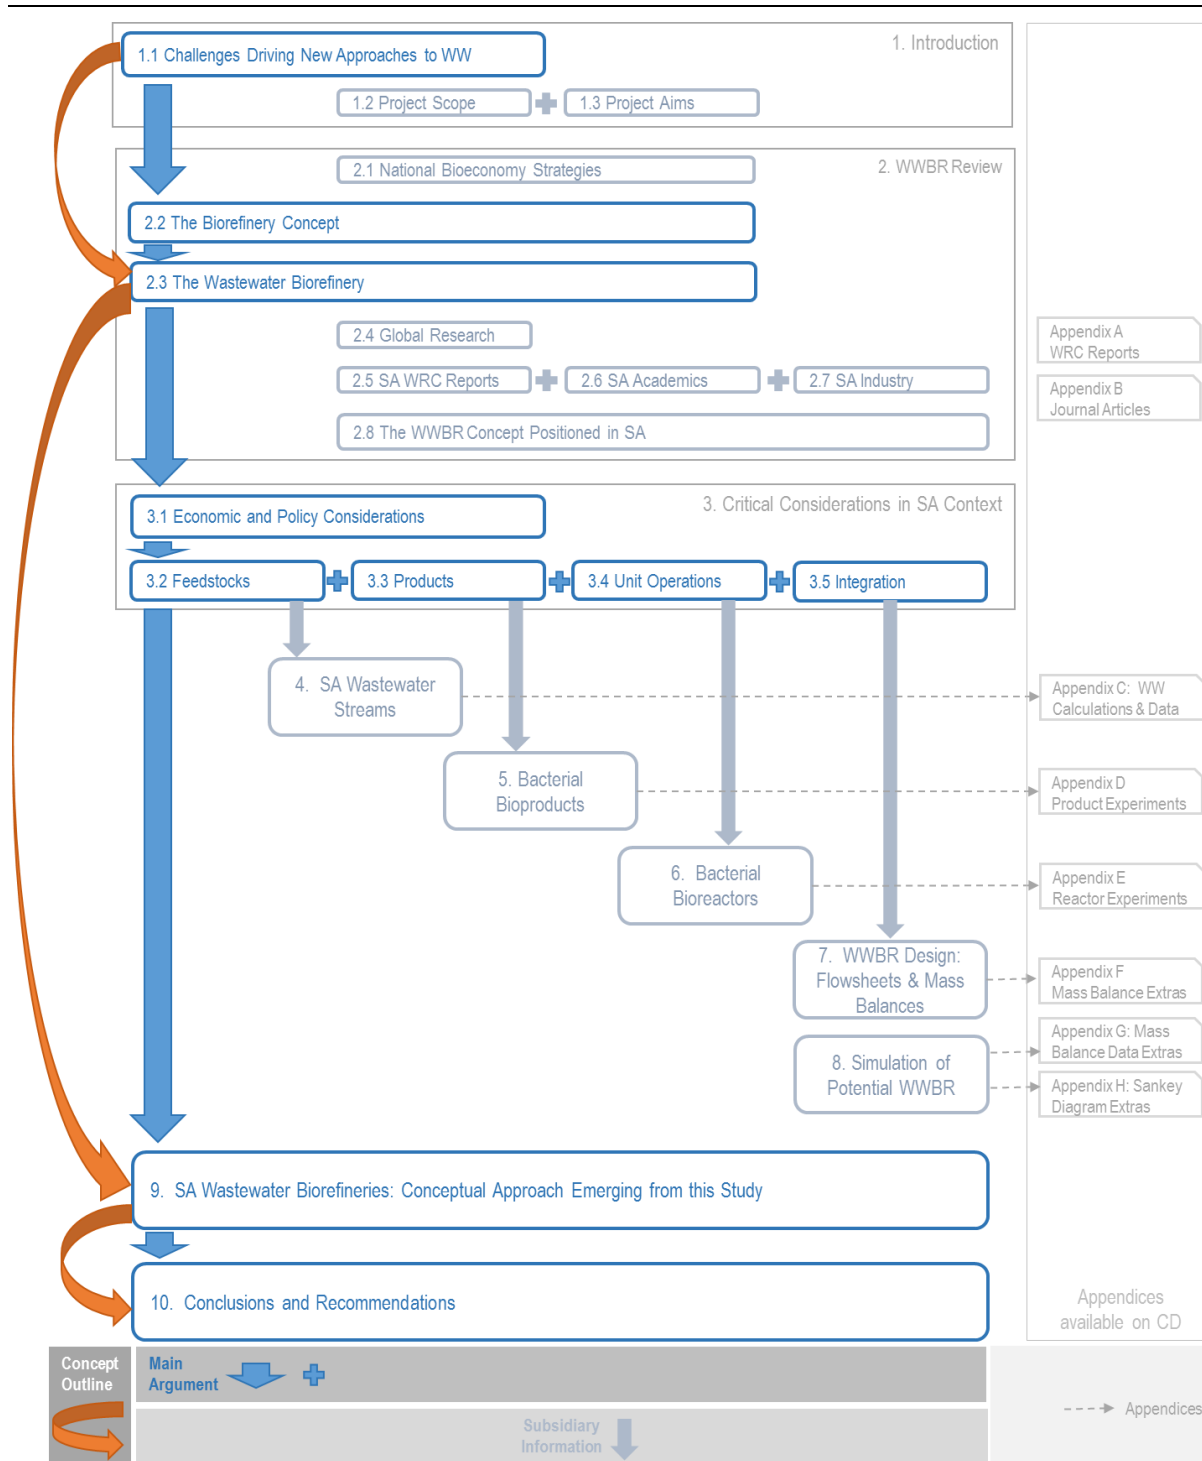 1. Introduction
1.1 Challenges Driving New Approaches to WW
1.2 Project Scope
1.3 Project Aims
2. WWBR Review
2.1 National Bioeconomy Strategies
2.2 The Biorefinery Concept
2.3 The Wastewater Biorefinery
2.4 Global Research
2.5 SA WRC Reports
2.6 SA Academics
2.7 SA Industry
2.8 The WWBR Concept Positioned in SA
Appendix A
WRC Reports
Appendix B
Journal Articles
3. Critical Considerations in SA Context
3.1 Economic and Policy Considerations
3.2 Feedstocks
3.3 Products
3.4 Unit Operations
3.5 Integration
4. SA Wastewater
Streams
Appendix C: WW
Calculations & Data
5. Bacterial
Bioproducts
Appendix D
Product Experiments
6. Bacterial
Bioreactors
Appendix E
Reactor Experiments
7. WWBR Design:
Flowsheets & Mass
Balances
Appendix F
Mass Balance Extras
8. Simulation of
Potential WWBR
Appendix G: Mass
Balance Data Extras
Appendix H: Sankey
Diagram Extras
9. SA Wastewater Biorefineries: Conceptual Approach Emerging from this Study
10. Conclusions and Recommendations
Appendices
available on CD
Concept
Outline
Main
Argument
Subsidiary
Information
Appendices